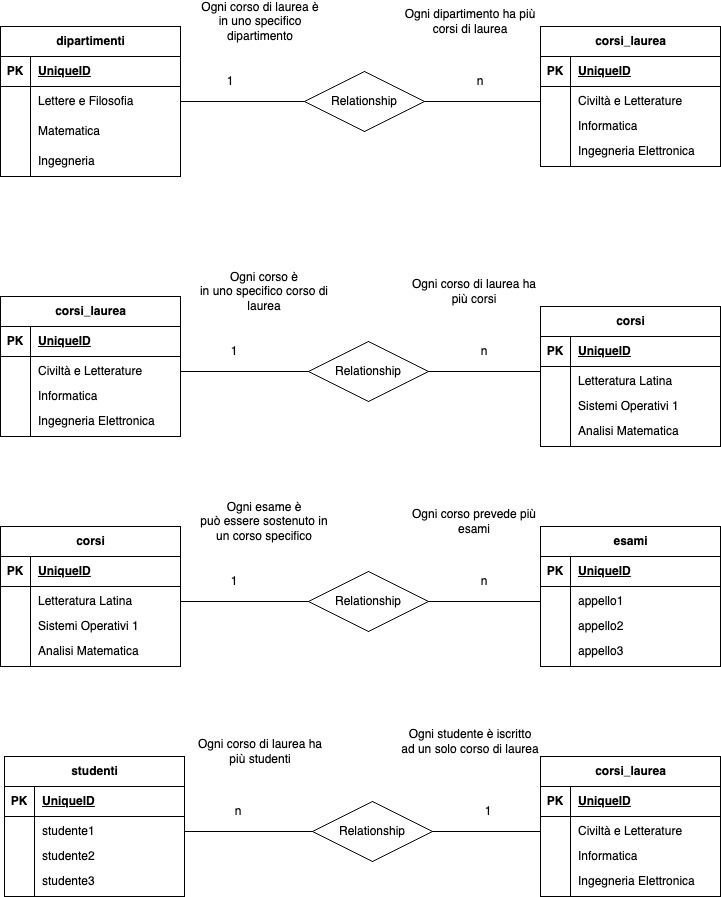 Ogni corso di laurea è
in uno specifico
dipartimento
Ogni dipartimento ha più
corsi di laurea
dipartimenti
PK UniqueID
Lettere e Filosofia
Matematica
Ingegneria
1
Relationship
n
corsi_laurea
PK UniqueID
Civiltà e Letterature
Informatica
Ingegneria Elettronica
Ogni corso è
in uno specifico corso di
laurea
Ogni corso di laurea ha
più corsi
corsi_laurea
PK UniqueID
Civiltà e Letterature
Informatica
Ingegneria Elettronica
1
Relationship
n
corsi
PK UniqueID
Letteratura Latina
Sistemi Operativi 1
Analisi Matematica
Ogni esame è
può essere sostenuto in
un corso specifico
Ogni corso prevede più
esami
corsi
PK UniqueID
Letteratura Latina
Sistemi Operativi 1
Analisi Matematica
1
Relationship
n
esami
PK UniqueID
appello1
appello2
appello3
Ogni corso di laurea ha
più studenti
Ogni studente è iscritto
ad un solo corso di laurea
studenti
PK UniqueID
studente1
studente2
studente3
n
Relationship
1
corsi_laurea
PK UniqueID
Civiltà e Letterature
Informatica
Ingegneria Elettronica